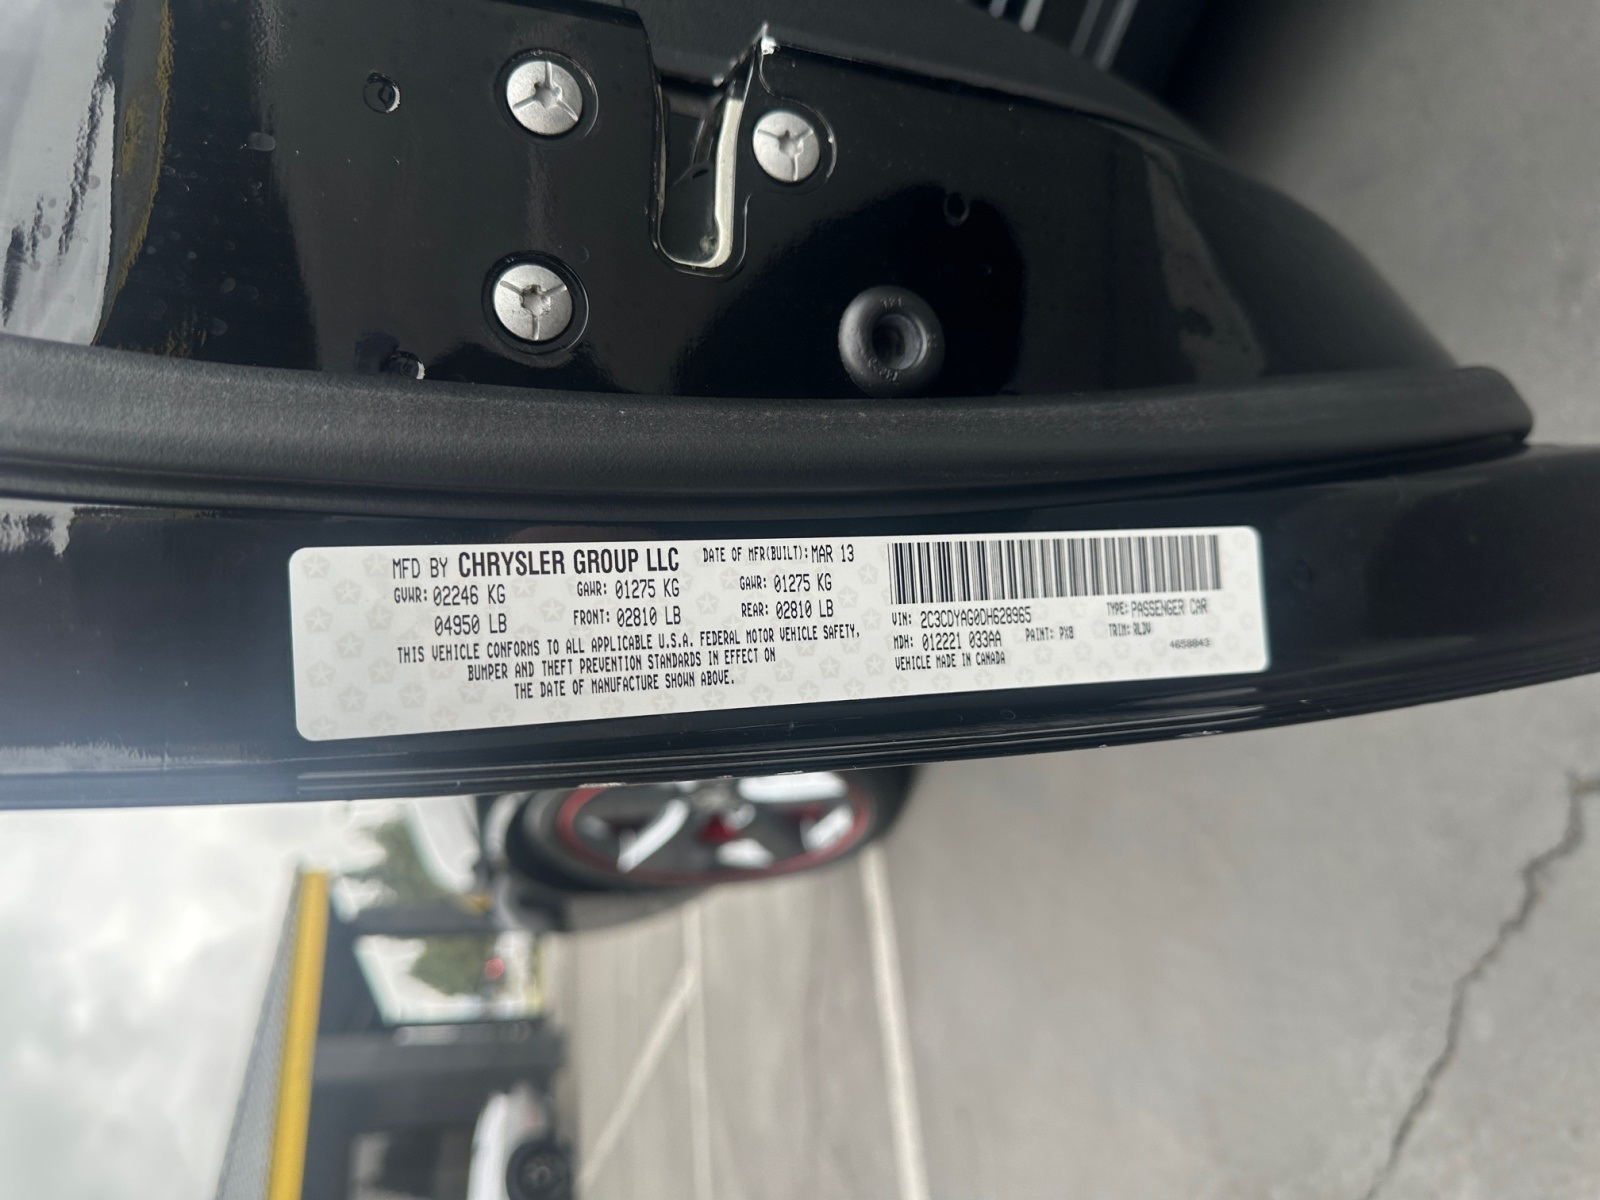 MFD BY CHRYSLER GROUP LLC DATE OF MFR(BUILT): MAR 13
GVWR: 02246 KG GAWR: 01275 KG GAWR: 01275 KG
04950 LB FRONT: 02810 LB REAR: 02810 LB
THIS VEHICLE CONFORMS TO ALL APPLICABLE U.S.A. FEDERAL MOTOR VEHICLE SAFETY,
BUMPER AND THEFT PREVENTION STANDARDS IN EFFECT ON
THE DATE OF MANUFACTURE SHOWN ABOVE.
VIN: 2C3CDYAG0DH628965 TYPE: PASSENGER CAR
MDH: 012221 033AA PAINT: PX8 TRIM: RLDV
VEHICLE MADE IN CANADA 4658843